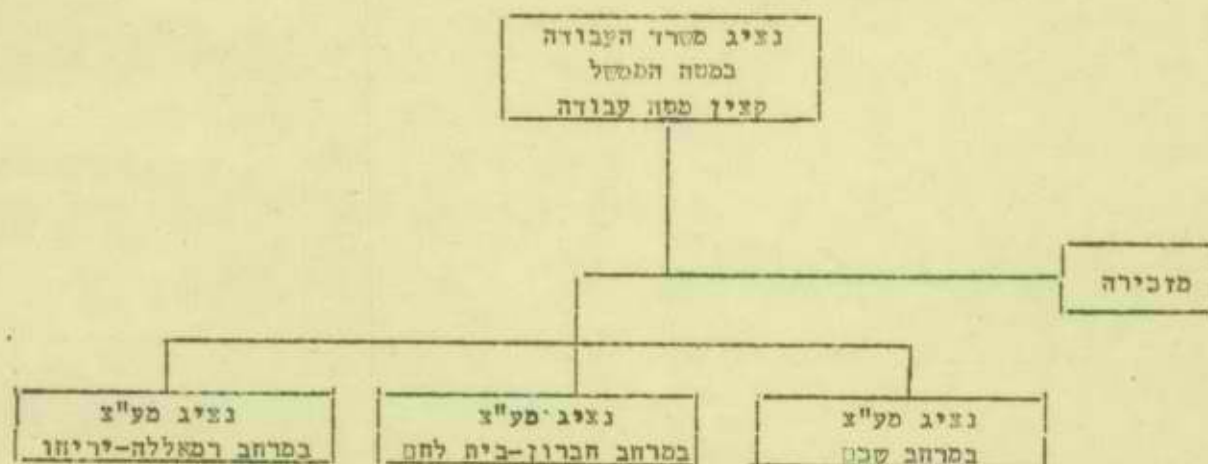 נציג משרד העבודה
במטה הממשל
קצין מטה עבודה
מזכירה
נציג מע"צ
במרחב שכם
נציג מע"צ
במרחב חברון-בית לחם
נציג מע"צ
במרחב רמאללה-יריחו